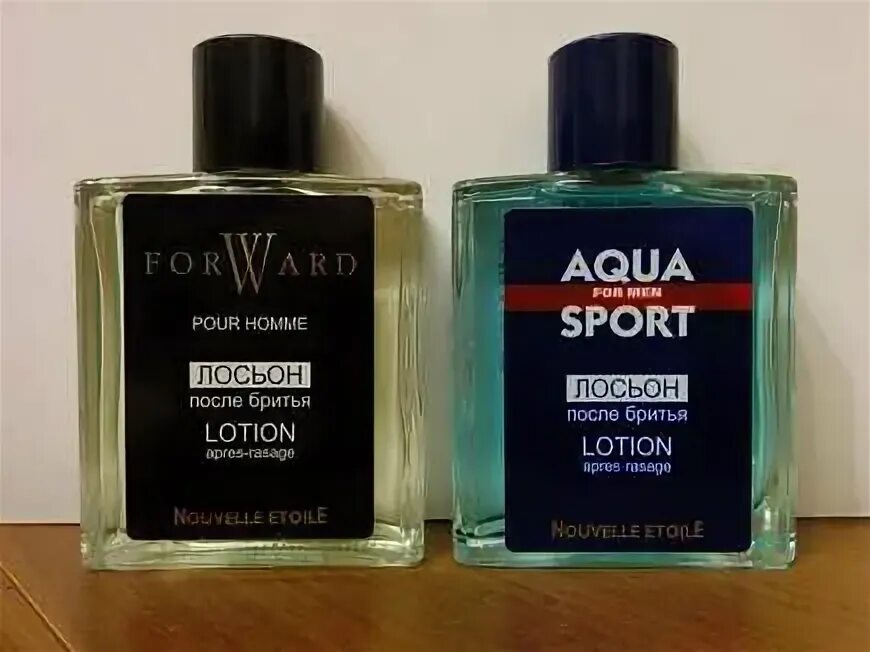 FORWARD
POUR HOMME
ЛОСЬОН
после бритья
LOTION
apres-rasage
NOUVELLE ETOILE
AQUA
FOR MEN
SPORT
ЛОСЬОН
после бритья
LOTION
apres-rasage
NOUVELLE ETOILE